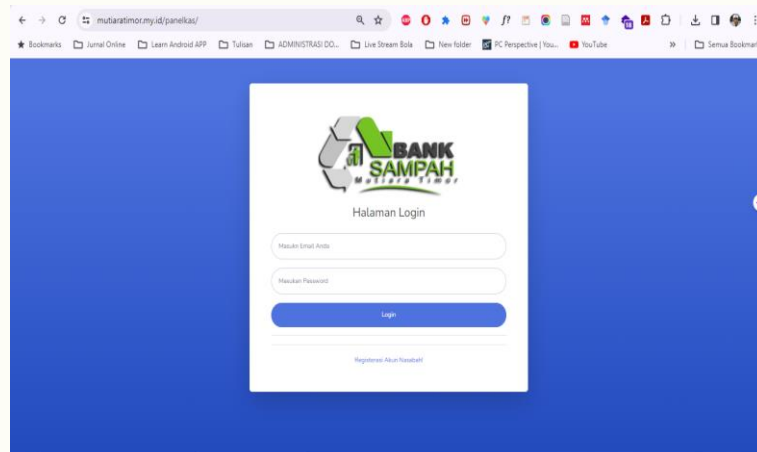 mutiaratimor.my.id/panelkas/
Bookmarks Jurnal Online Learn Android APP Tulisan ADMINISTRASI DO... Live Stream Bola New folder PC Perspective | You... YouTube » Semua Bookmark
BANK
SAMPAH
Mutiara Timor
Halaman Login
Masukn Email Anda
Masukan Password
Login
Registerasi Akun Nasabah!